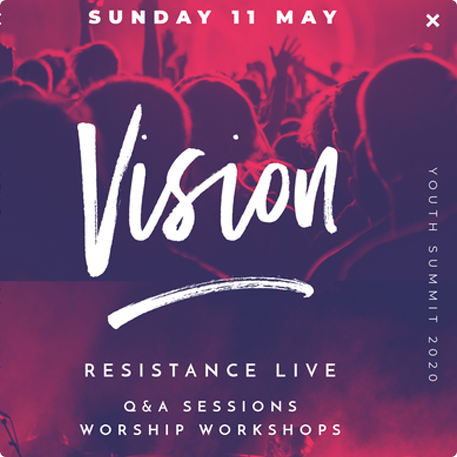 SUNDAY 11 MAY
Vision
YOUTH SUMMIT 2020
RESISTANCE LIVE
Q&A SESSIONS
WORSHIP WORKSHOPS